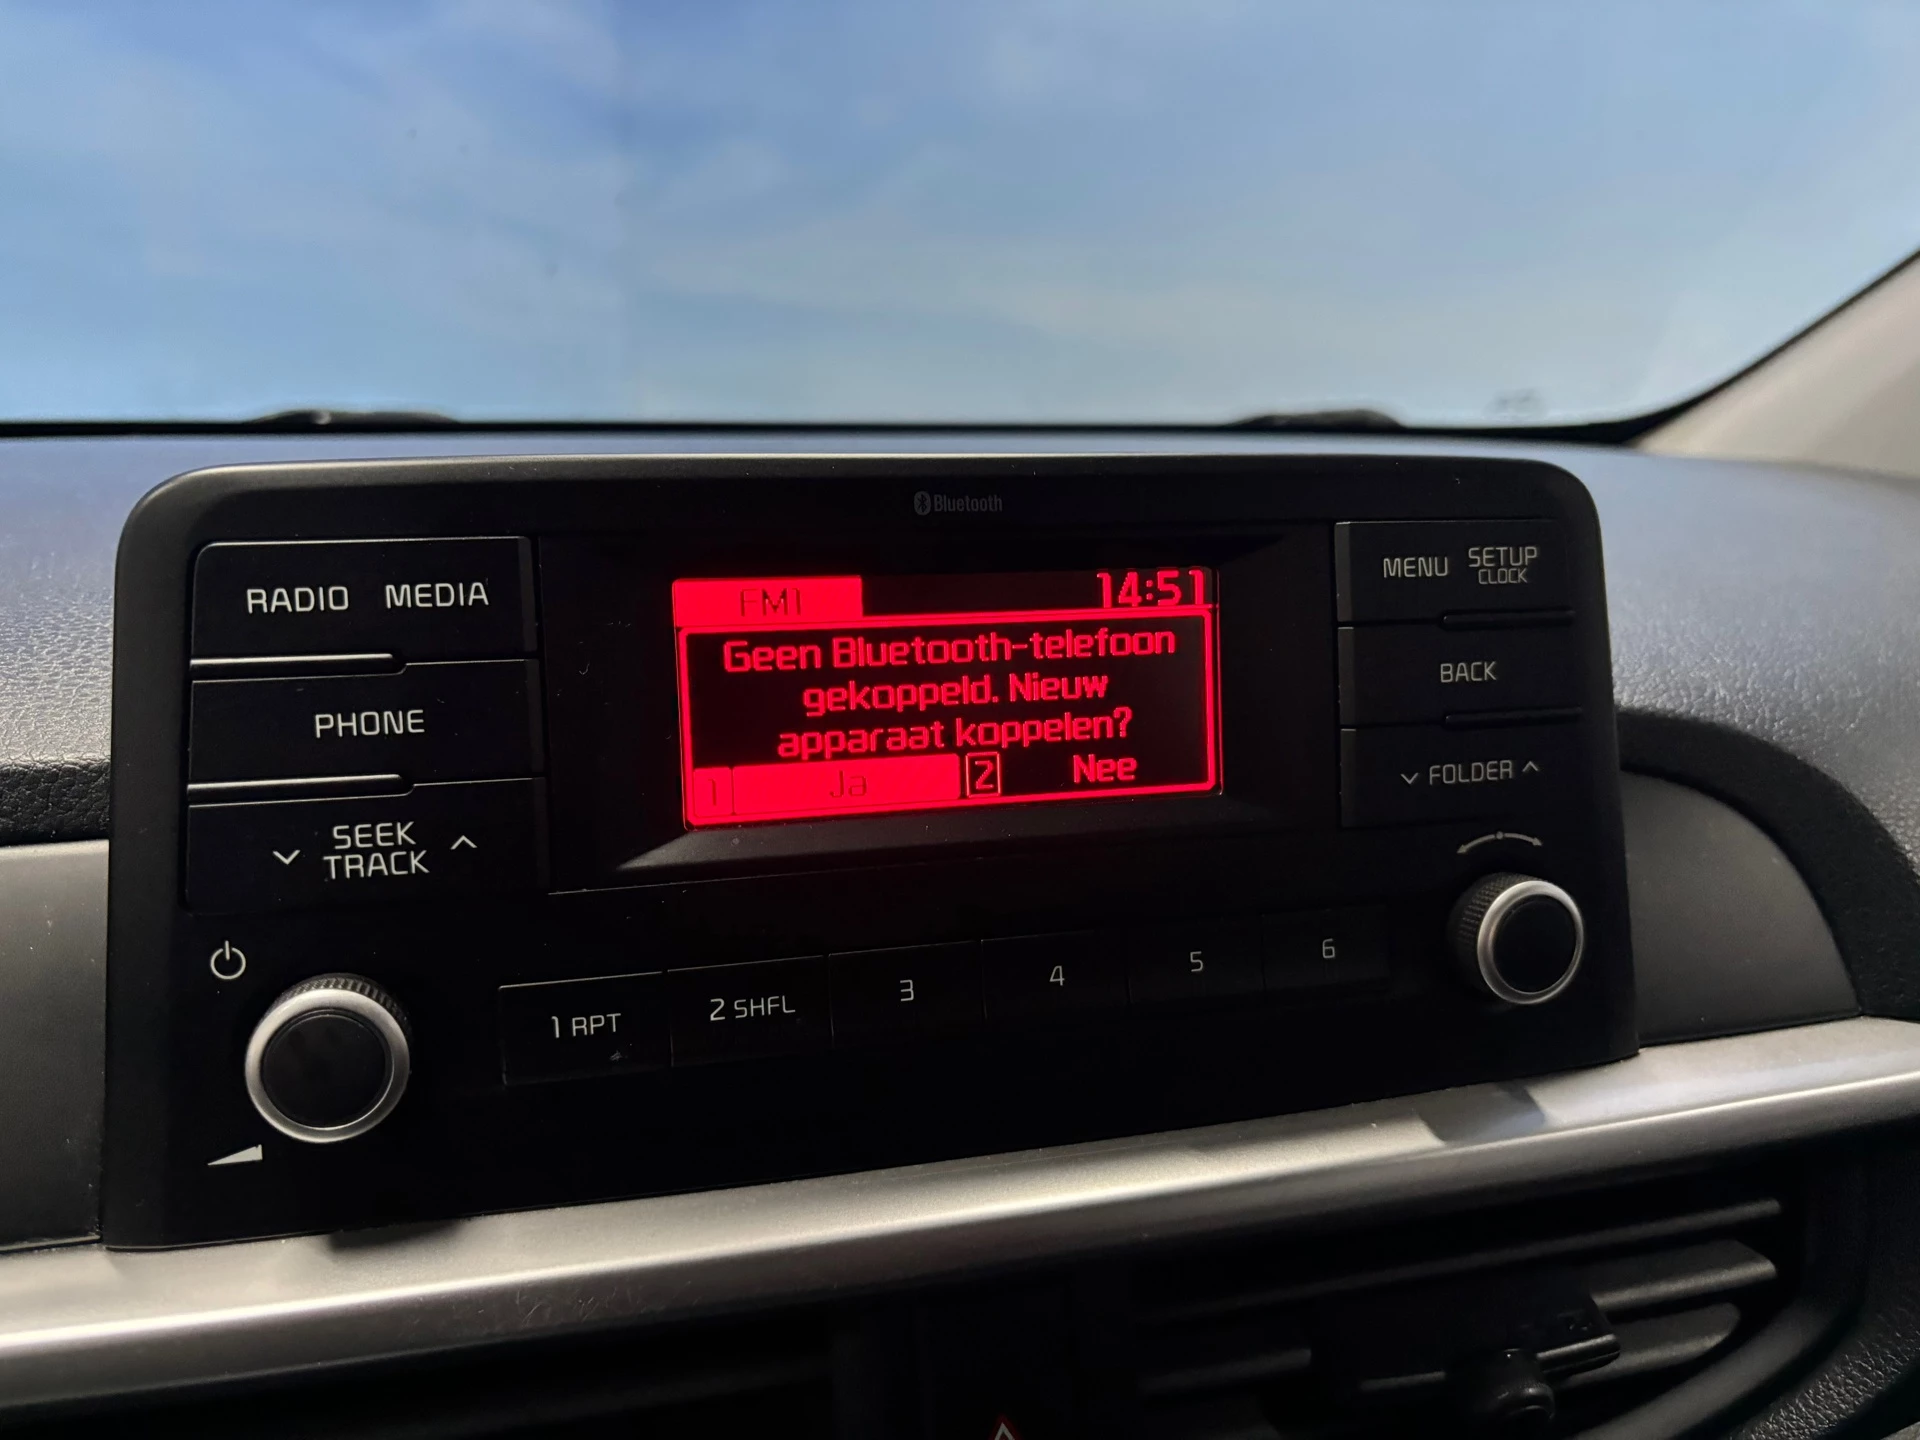 Bluetooth
RADIO MEDIA
PHONE
SEEK
TRACK
FM1 14:51
Geen Bluetooth-telefoon
gekoppeld. Nieuw
apparaat koppelen?
1 Ja 2 Nee
MENU SETUP
CLOCK
BACK
FOLDER
1 RPT 2 SHFL 3 4 5 6